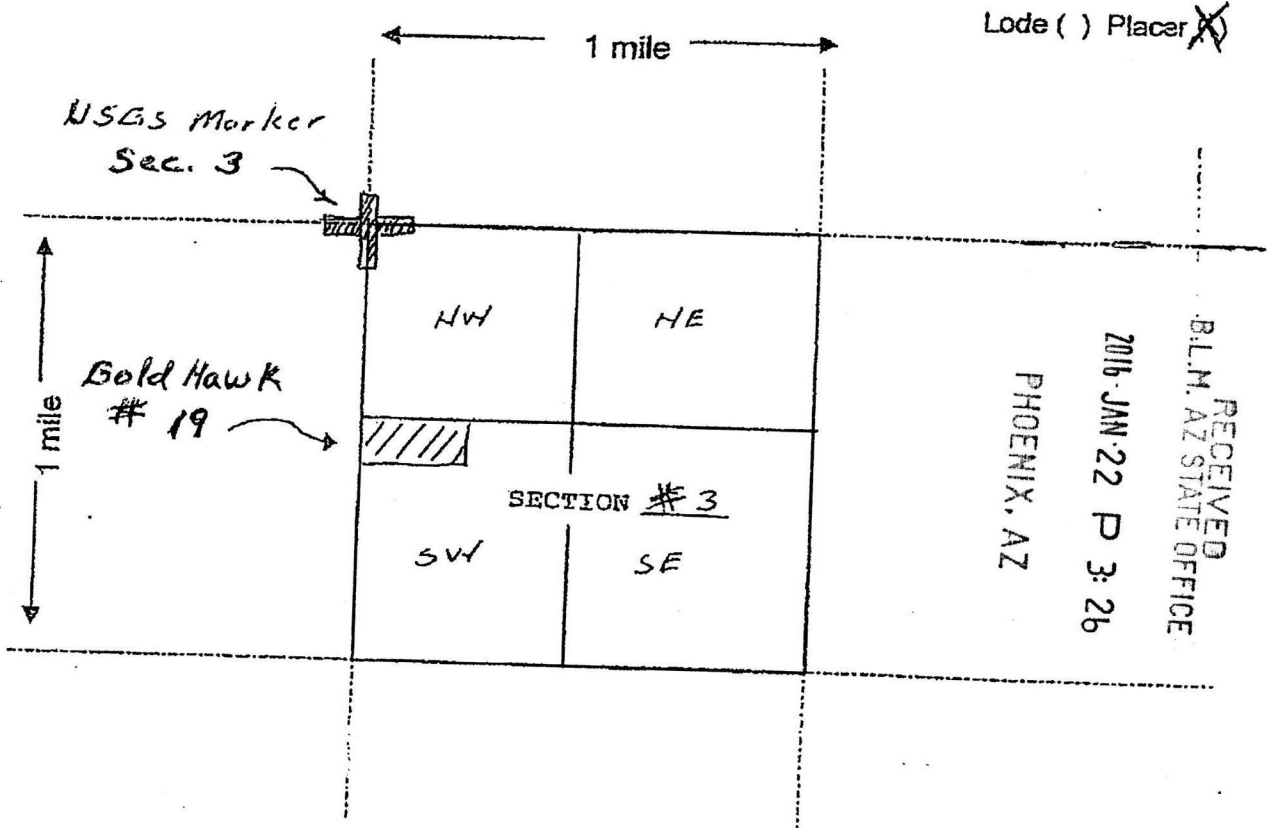 Lode ( ) Placer (X)
1 mile
USGS Marker
Sec. 3
NW
NE
Gold Hawk
# 19
1 mile
SECTION # 3
SW
SE
RECEIVED
B.L.M. AZ STATE OFFICE
2016 JAN 22 P 3:26
PHOENIX, AZ